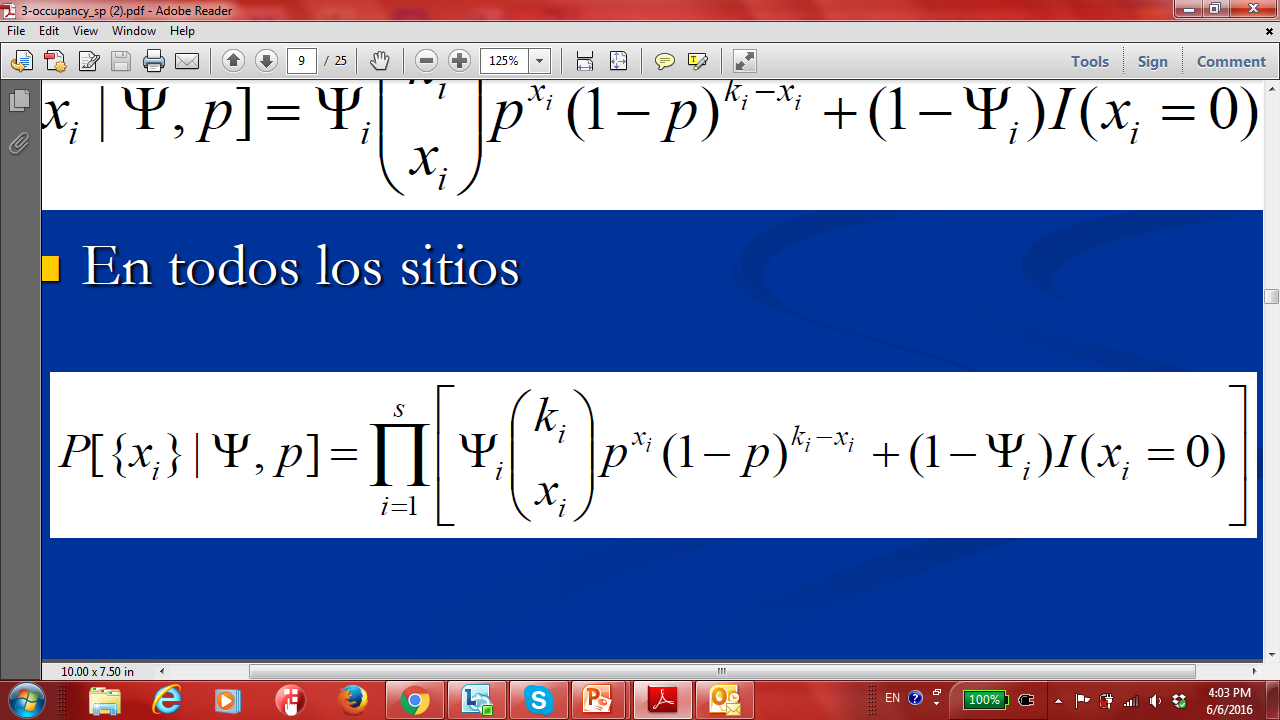 3-occupancy_sp (2).pdf - Adobe Reader
File Edit View Window Help
9 / 25 125% Tools Sign Comment
x_i | Ψ, p] = Ψ_i (k_i x_i) p^{x_i} (1 − p)^{k_i − x_i} + (1 − Ψ_i) I(x_i = 0)
En todos los sitios
P[{x_i} | Ψ, p] = ∏_{i=1}^{s} [Ψ_i (k_i x_i) p^{x_i} (1 − p)^{k_i − x_i} + (1 − Ψ_i) I(x_i = 0)]
10.00 x 7.50 in
EN 100% 4:03 PM
6/6/2016